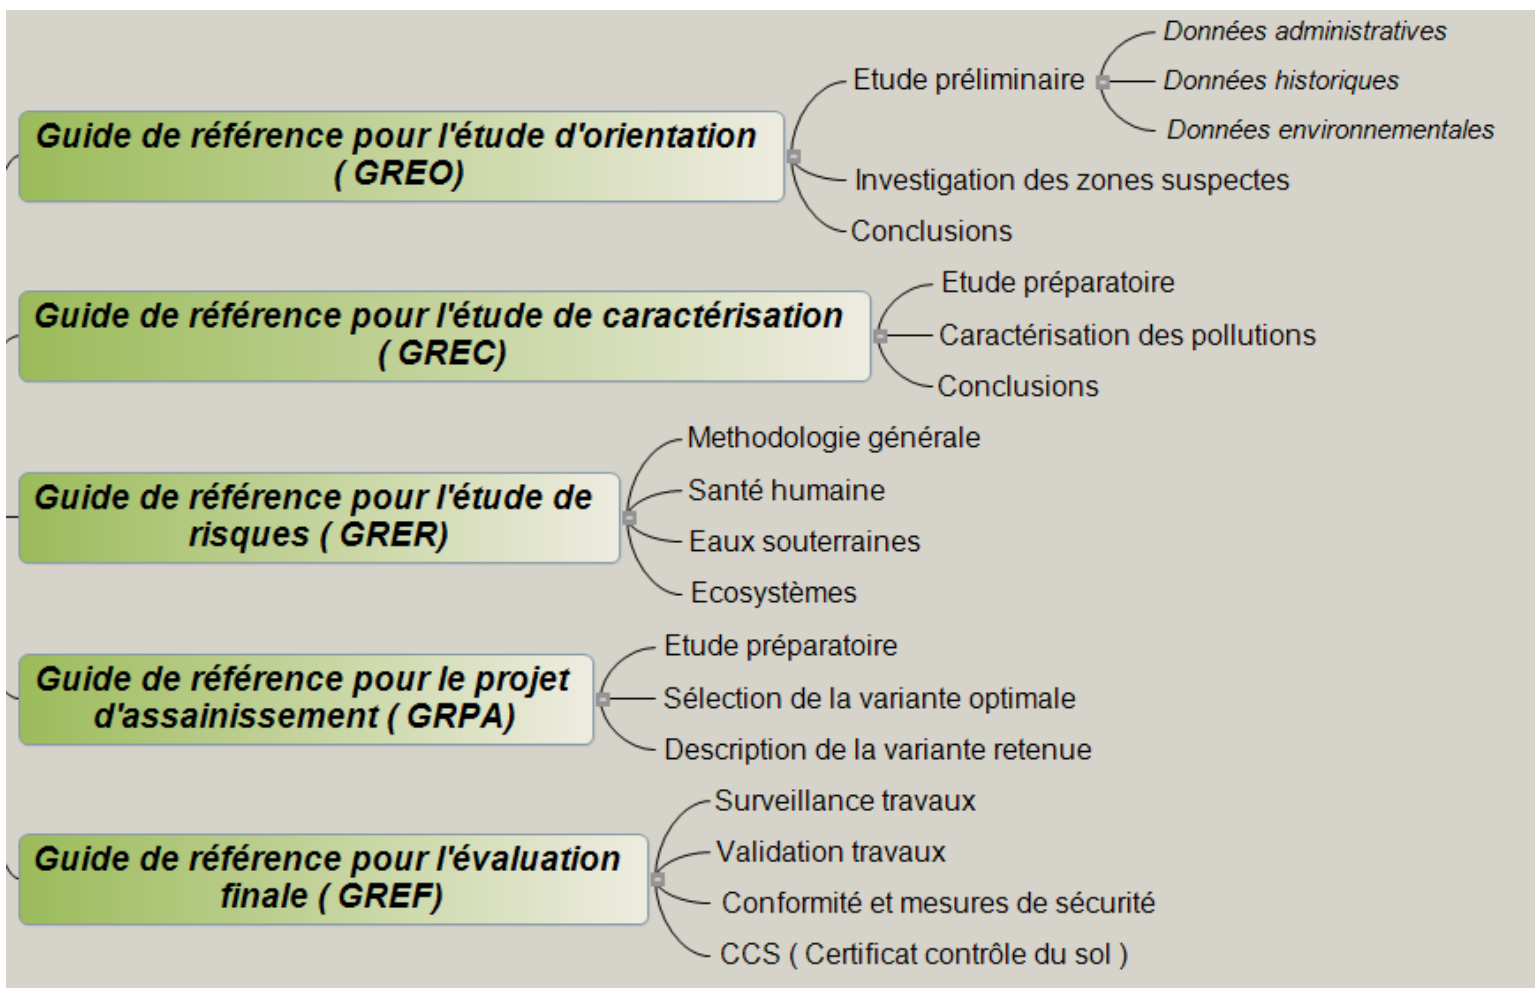 Guide de référence pour l'étude d'orientation
( GREO)
Etude préliminaire
Données administratives
Données historiques
Données environnementales
Investigation des zones suspectes
Conclusions
Guide de référence pour l'étude de caractérisation
( GREC)
Etude préparatoire
Caractérisation des pollutions
Conclusions
Guide de référence pour l'étude de
risques ( GRER)
Methodologie générale
Santé humaine
Eaux souterraines
Ecosystèmes
Guide de référence pour le projet
d'assainissement ( GRPA)
Etude préparatoire
Sélection de la variante optimale
Description de la variante retenue
Guide de référence pour l'évaluation
finale ( GREF)
Surveillance travaux
Validation travaux
Conformité et mesures de sécurité
CCS ( Certificat contrôle du sol )